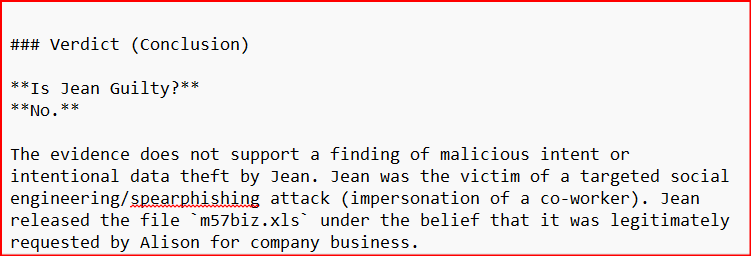 ### Verdict (Conclusion)
**Is Jean Guilty?**
**No.**
The evidence does not support a finding of malicious intent or
intentional data theft by Jean. Jean was the victim of a targeted social
engineering/spearphishing attack (impersonation of a co-worker). Jean
released the file `m57biz.xls` under the belief that it was legitimately
requested by Alison for company business.